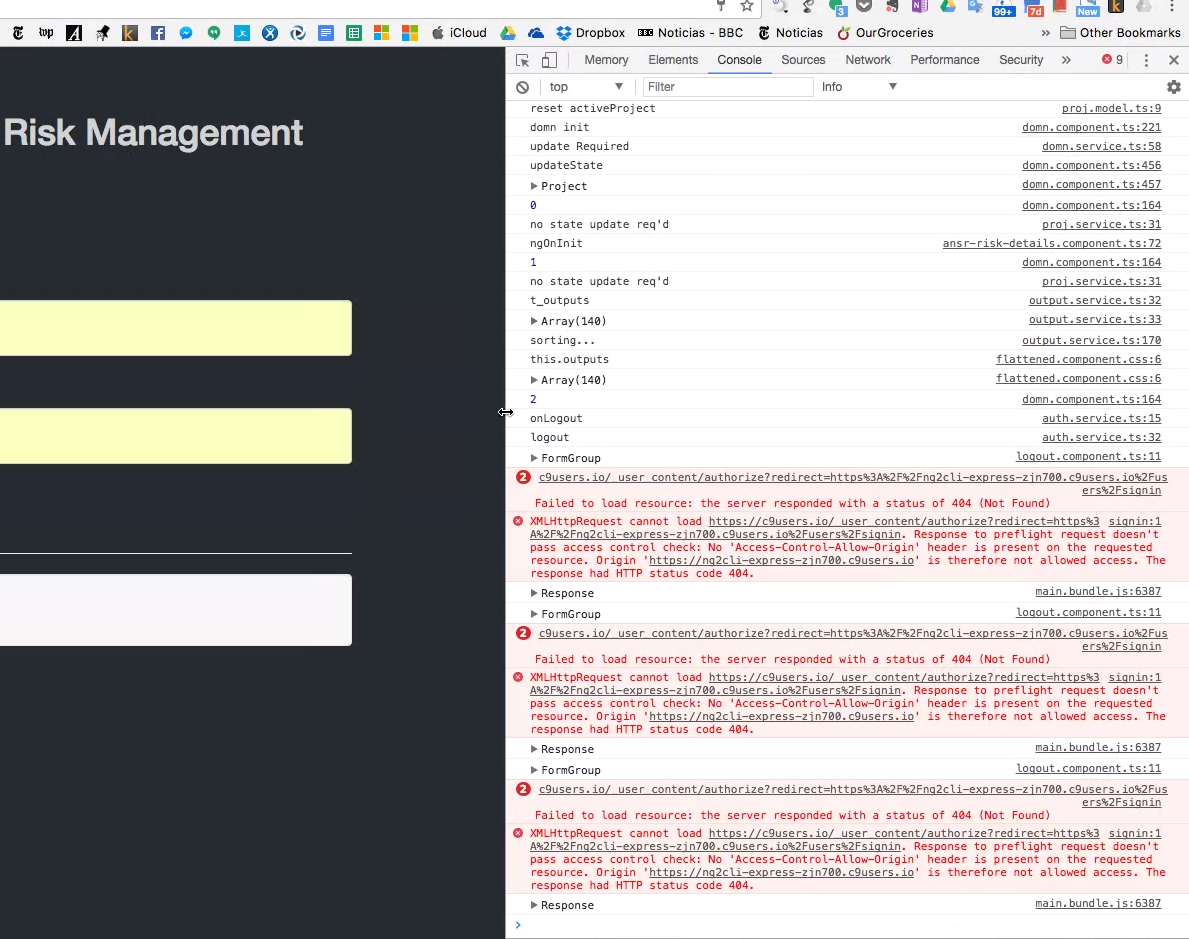 99+
3
7d
New
iCloud
Dropbox
BBC Noticias - BBC
Noticias
OurGroceries
»
Other Bookmarks
Memory Elements Console Sources Network Performance Security » 9
top Filter Info
Risk Management
reset activeProject proj.model.ts:9
domn init domn.component.ts:221
update Required domn.service.ts:58
updateState domn.component.ts:456
Project domn.component.ts:457
0 domn.component.ts:164
no state update req'd proj.service.ts:31
ngOnInit ansr-risk-details.component.ts:72
1 domn.component.ts:164
no state update req'd proj.service.ts:31
t_outputs output.service.ts:32
Array(140) output.service.ts:33
sorting... output.service.ts:170
this.outputs flattened.component.css:6
Array(140) flattened.component.css:6
2 domn.component.ts:164
onLogout auth.service.ts:15
logout auth.service.ts:32
FormGroup logout.component.ts:11
2 c9users.io/_user_content/authorize?redirect=https%3A%2F%2Fng2cli-express-zjn700.c9users.io%2Fus
ers%2Fsignin
Failed to load resource: the server responded with a status of 404 (Not Found)
XMLHttpRequest cannot load https://c9users.io/_user_content/authorize?redirect=https%3 signin:1
A%2F%2Fng2cli-express-zjn700.c9users.io%2Fusers%2Fsignin. Response to preflight request doesn't
pass access control check: No 'Access-Control-Allow-Origin' header is present on the requested
resource. Origin 'https://ng2cli-express-zjn700.c9users.io' is therefore not allowed access. The
response had HTTP status code 404.
Response main.bundle.js:6387
FormGroup logout.component.ts:11
2 c9users.io/_user_content/authorize?redirect=https%3A%2F%2Fng2cli-express-zjn700.c9users.io%2Fus
ers%2Fsignin
Failed to load resource: the server responded with a status of 404 (Not Found)
XMLHttpRequest cannot load https://c9users.io/_user_content/authorize?redirect=https%3 signin:1
A%2F%2Fng2cli-express-zjn700.c9users.io%2Fusers%2Fsignin. Response to preflight request doesn't
pass access control check: No 'Access-Control-Allow-Origin' header is present on the requested
resource. Origin 'https://ng2cli-express-zjn700.c9users.io' is therefore not allowed access. The
response had HTTP status code 404.
Response main.bundle.js:6387
FormGroup logout.component.ts:11
2 c9users.io/_user_content/authorize?redirect=https%3A%2F%2Fng2cli-express-zjn700.c9users.io%2Fus
ers%2Fsignin
Failed to load resource: the server responded with a status of 404 (Not Found)
XMLHttpRequest cannot load https://c9users.io/_user_content/authorize?redirect=https%3 signin:1
A%2F%2Fng2cli-express-zjn700.c9users.io%2Fusers%2Fsignin. Response to preflight request doesn't
pass access control check: No 'Access-Control-Allow-Origin' header is present on the requested
resource. Origin 'https://ng2cli-express-zjn700.c9users.io' is therefore not allowed access. The
response had HTTP status code 404.
Response main.bundle.js:6387